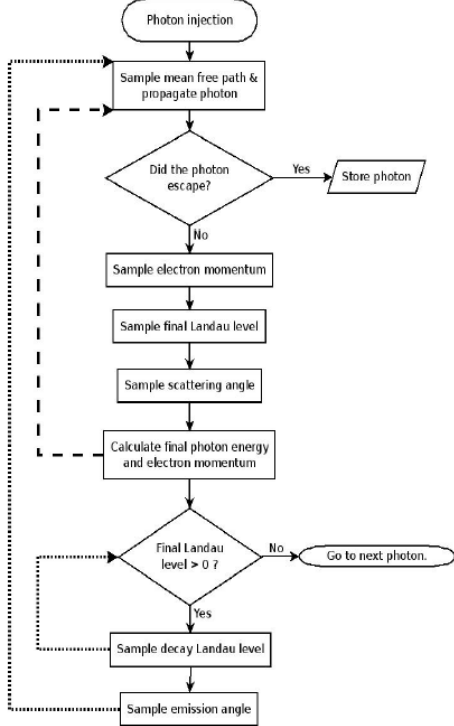 Photon injection
Sample mean free path &
propagate photon
Did the photon
escape?
Yes
Store photon
No
Sample electron momentum
Sample final Landau level
Sample scattering angle
Calculate final photon energy
and electron momentum
Final Landau
level > 0 ?
No
Go to next photon.
Yes
Sample decay Landau level
Sample emission angle